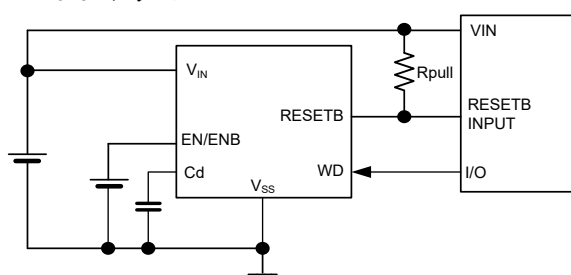 VIN
Rpull
VIN
RESETB
RESETB
INPUT
EN/ENB
Cd
WD
I/O
VSS